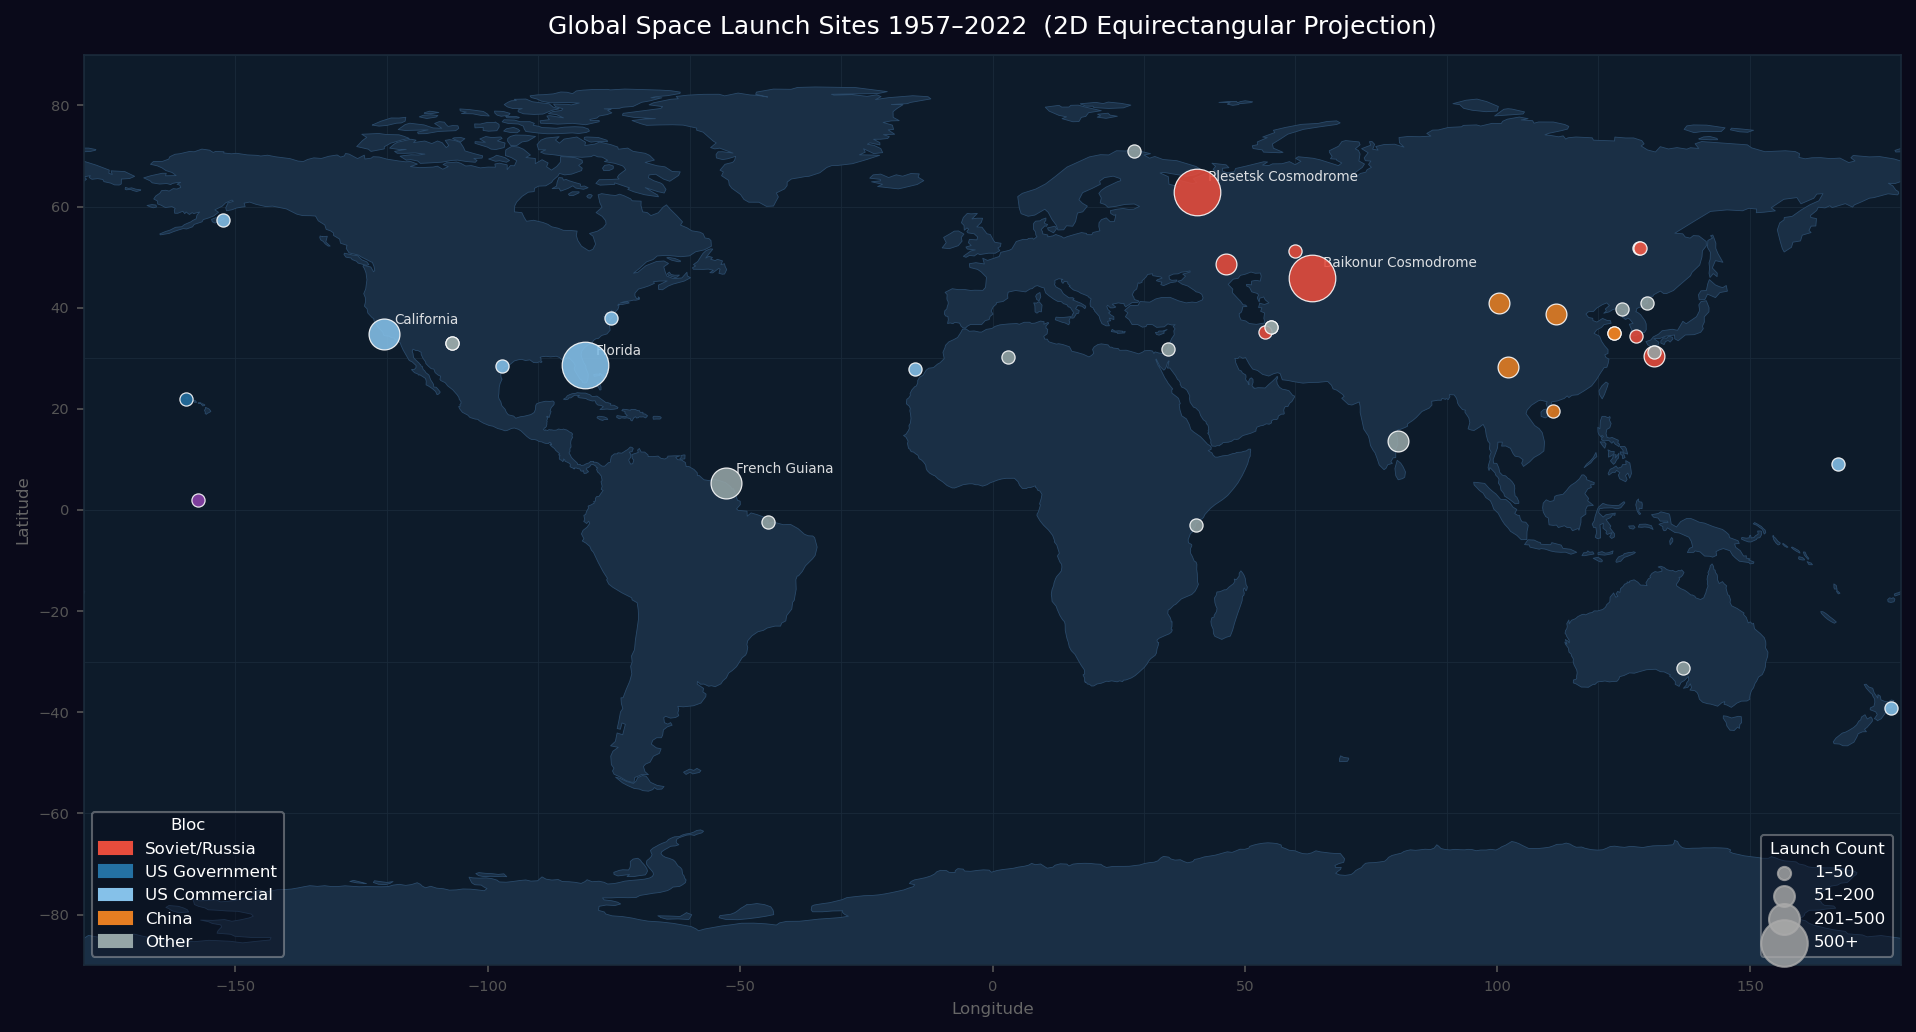 Global Space Launch Sites 1957–2022 (2D Equirectangular Projection)
80
60
40
20
0
−20
−40
−60
−80
Latitude
Plesetsk Cosmodrome
Baikonur Cosmodrome
California
Florida
French Guiana
Bloc
Soviet/Russia
US Government
US Commercial
China
Other
Launch Count
1–50
51–200
201–500
500+
−150
−100
−50
0
50
100
150
Longitude